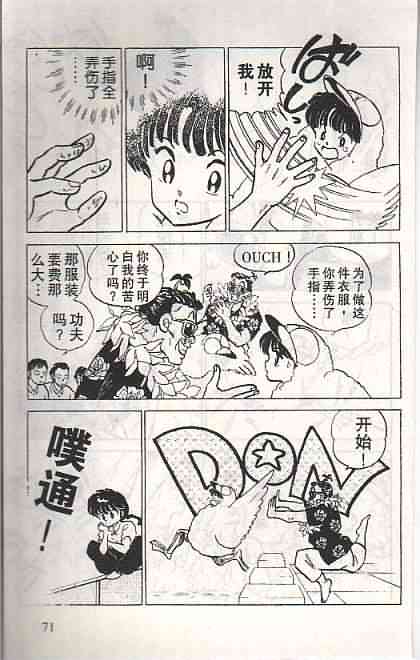 放开
我！
ばしっ
啊！
手指全
弄伤了
……
为了做这
件衣服，
你弄伤了
手指……
OUCH！
你终于明
白我的苦
心了吗？
那服装
要费那
么大…
功夫
吗？
开始！
DON
噗通！
71